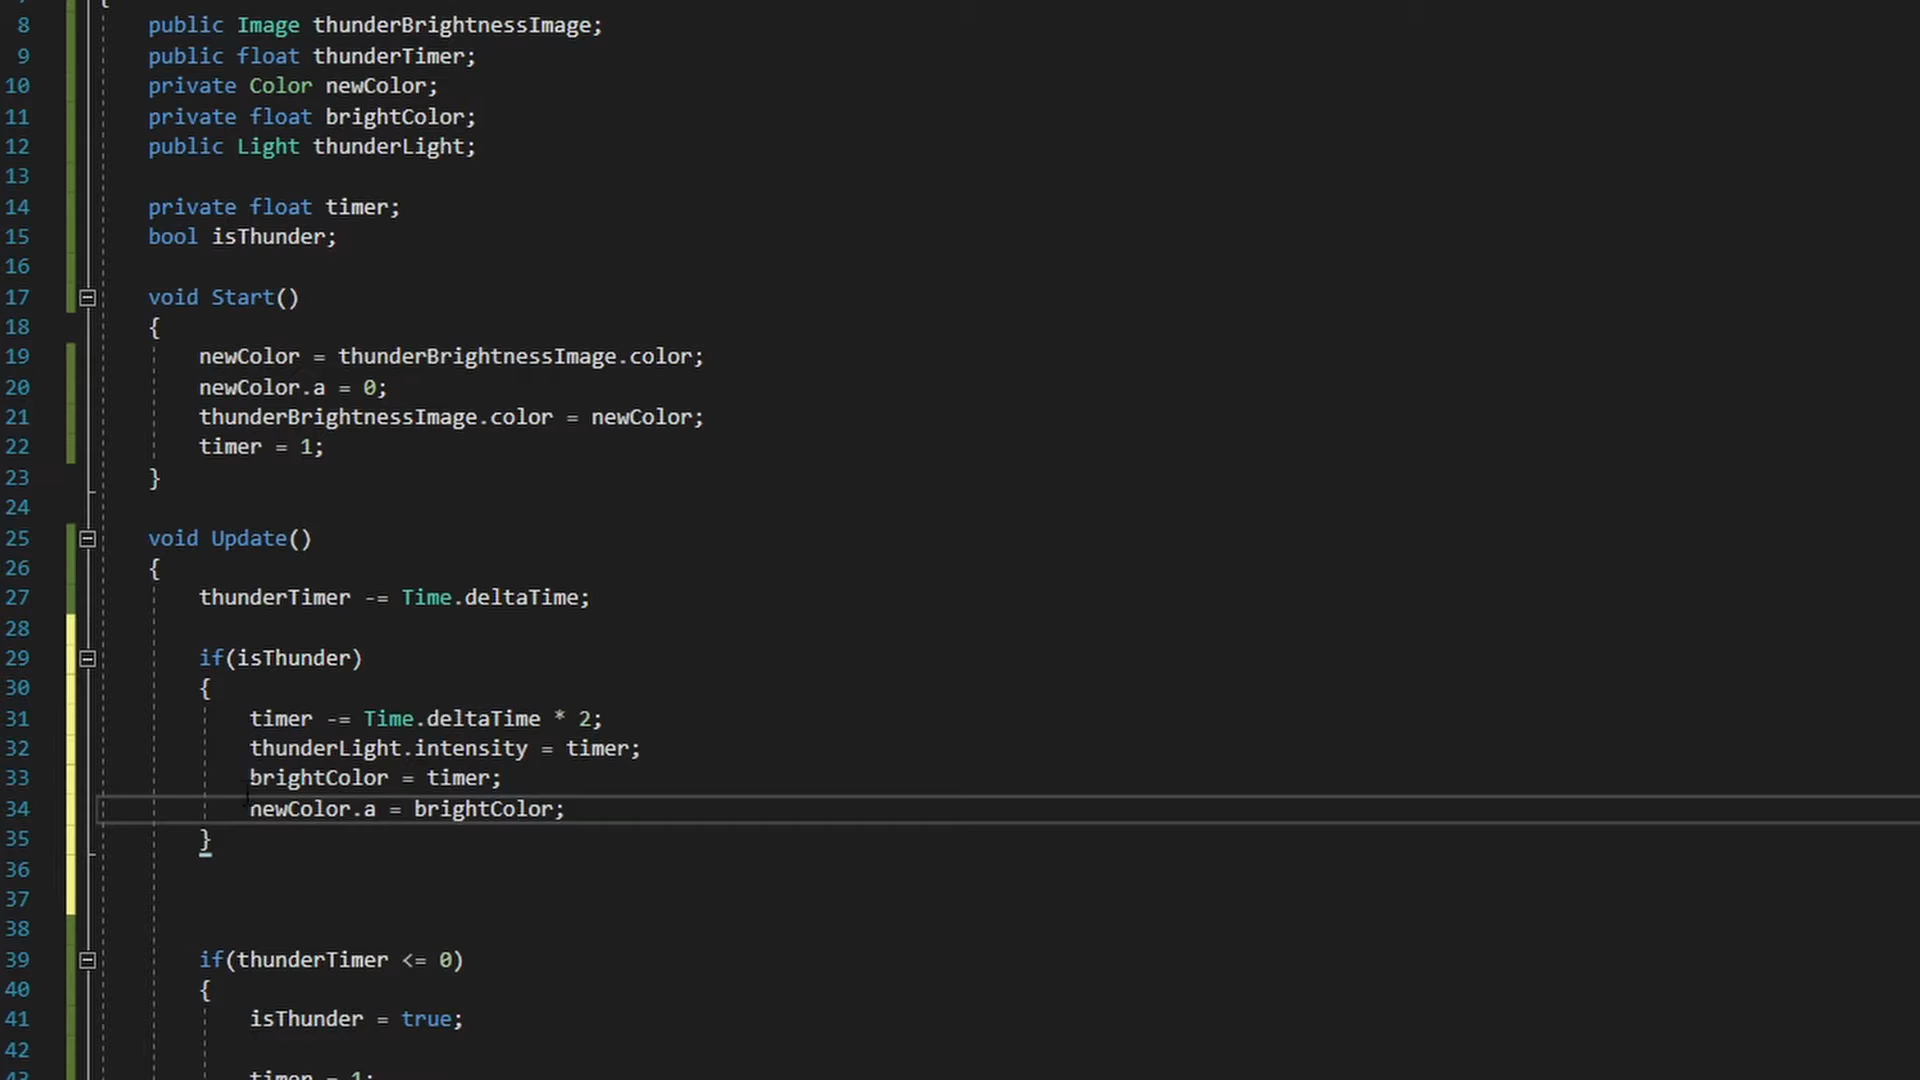 {
8 public Image thunderBrightnessImage;
9 public float thunderTimer;
10 private Color newColor;
11 private float brightColor;
12 public Light thunderLight;
13
14 private float timer;
15 bool isThunder;
16
17 void Start()
18 {
19 newColor = thunderBrightnessImage.color;
20 newColor.a = 0;
21 thunderBrightnessImage.color = newColor;
22 timer = 1;
23 }
24
25 void Update()
26 {
27 thunderTimer -= Time.deltaTime;
28
29 if(isThunder)
30 {
31 timer -= Time.deltaTime * 2;
32 thunderLight.intensity = timer;
33 brightColor = timer;
34 newColor.a = brightColor;
35 }
36
37
38
39 if(thunderTimer <= 0)
40 {
41 isThunder = true;
42
43 timer = 1;